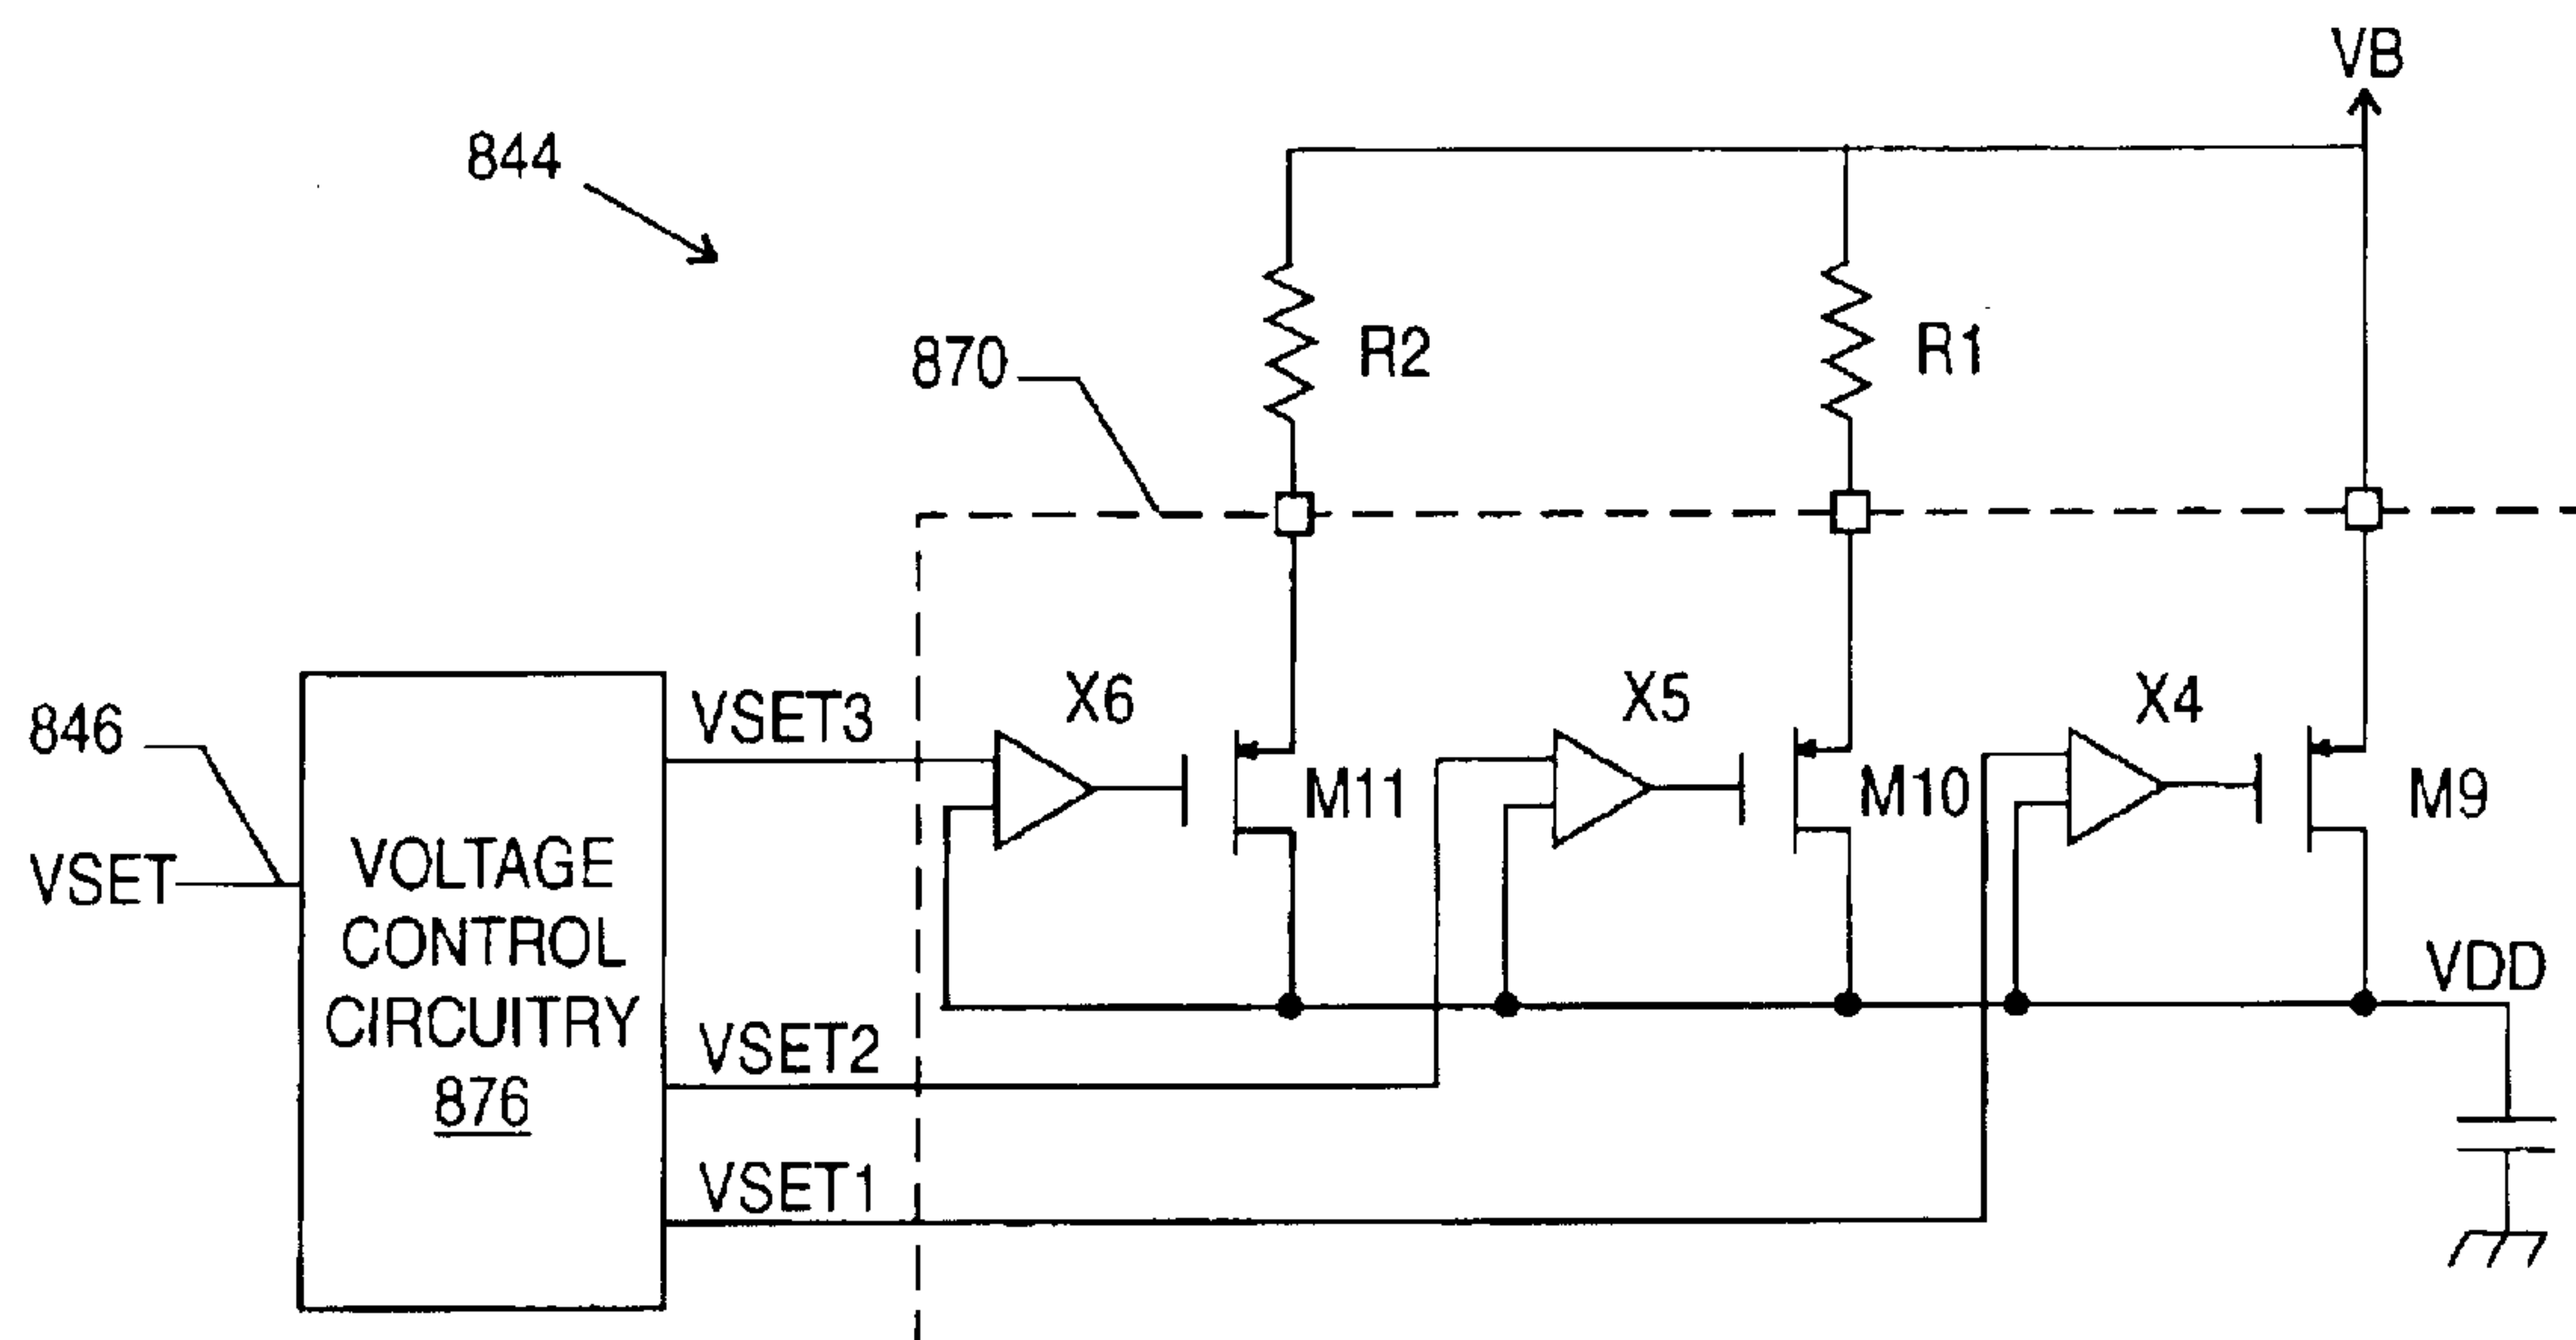 VB
844
870
R2
R1
846
VSET3
X6
X5
X4
M11
M10
M9
VSET
VOLTAGE
CONTROL
CIRCUITRY
876
VDD
VSET2
VSET1